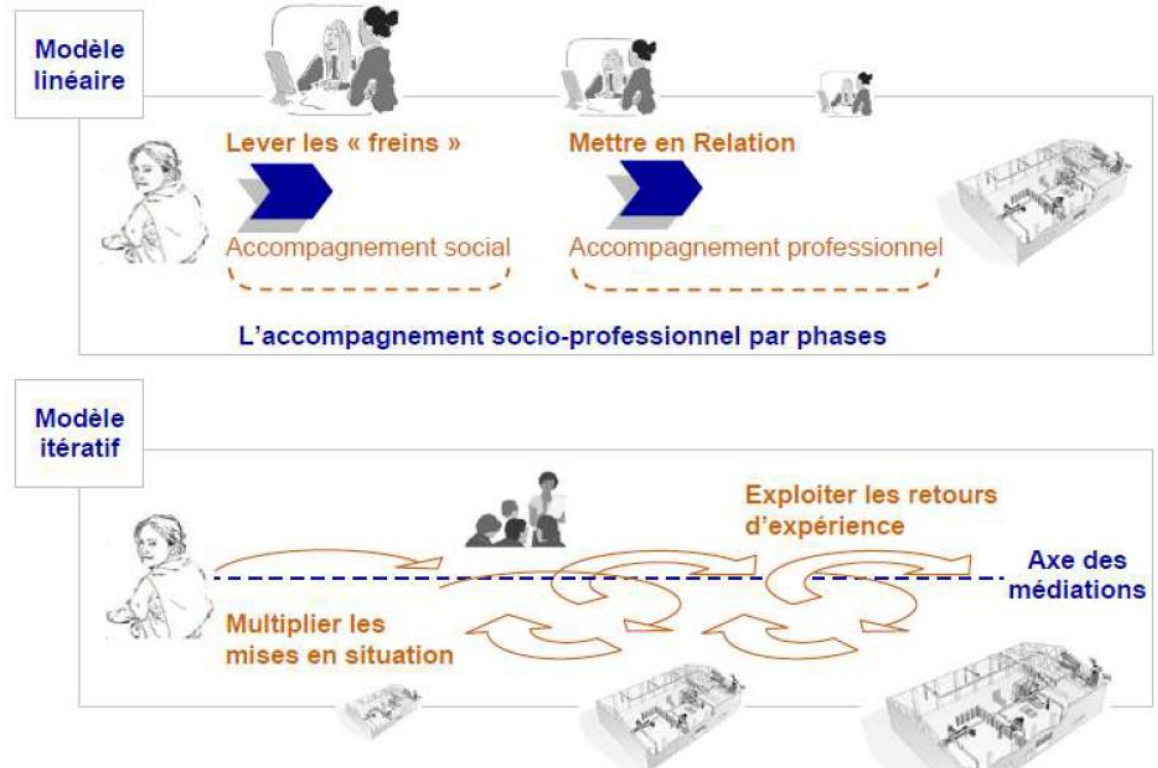 Modèle
linéaire
Lever les « freins »
Mettre en Relation
Accompagnement social
Accompagnement professionnel
L'accompagnement socio-professionnel par phases
Modèle
itératif
Exploiter les retours
d'expérience
Axe des
médiations
Multiplier les
mises en situation